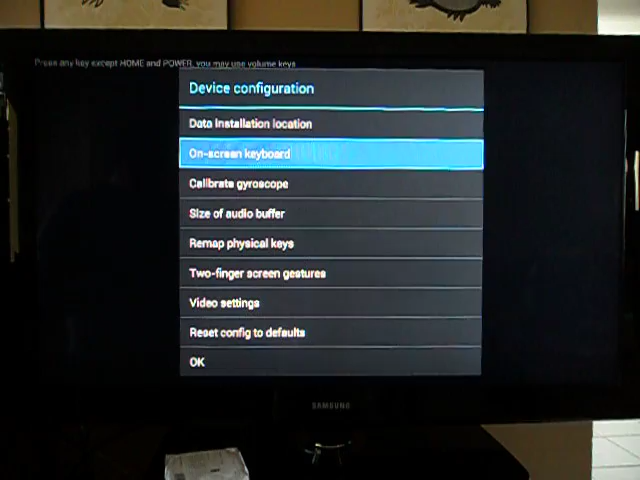 Press any key except HOME and POWER, you may use volume keys
Device configuration
Data installation location
On-screen keyboard
Calibrate gyroscope
Size of audio buffer
Remap physical keys
Two-finger screen gestures
Video settings
Reset config to defaults
OK
SAMSUNG